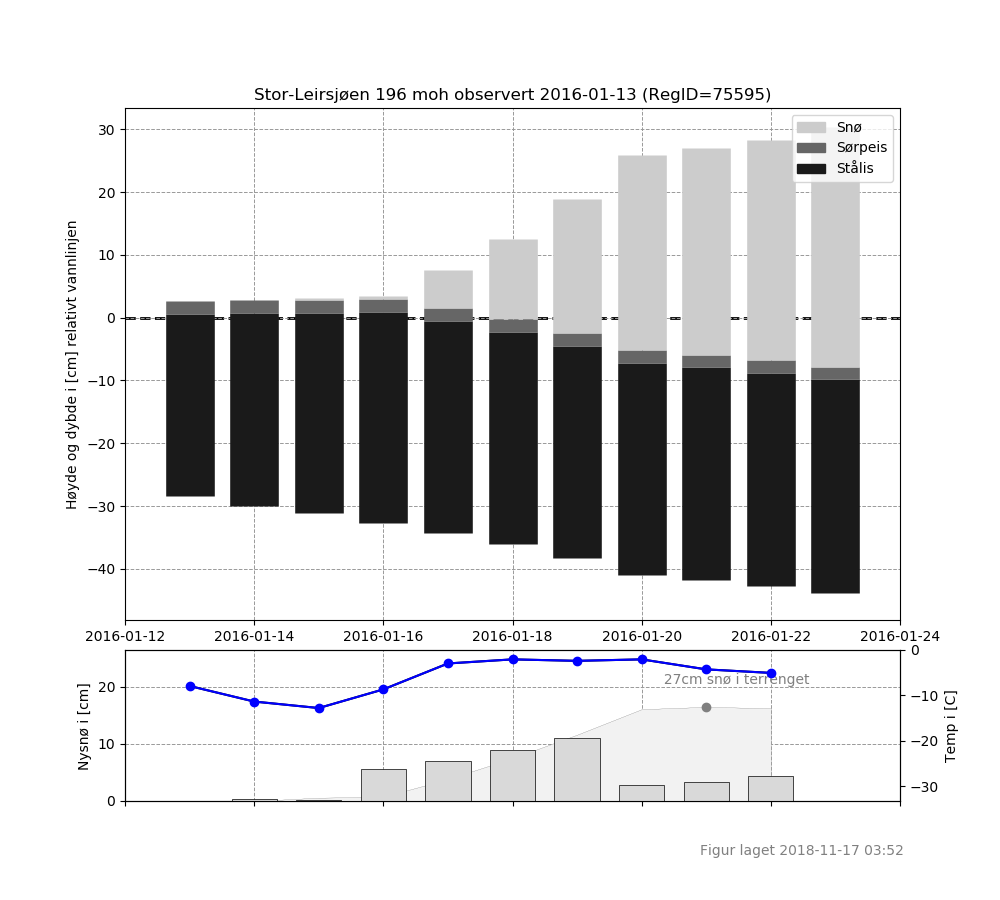 Stor-Leirsjøen 196 moh observert 2016-01-13 (RegID=75595)
Høyde og dybde i [cm] relativt vannlinjen
30
20
10
0
−10
−20
−30
−40
Snø
Sørpeis
Stålis
2016-01-12 2016-01-14 2016-01-16 2016-01-18 2016-01-20 2016-01-22 2016-01-24
Nysnø i [cm]
20
10
0
27cm snø i terrenget
0
−10
−20
−30
Temp i [C]
Figur laget 2018-11-17 03:52